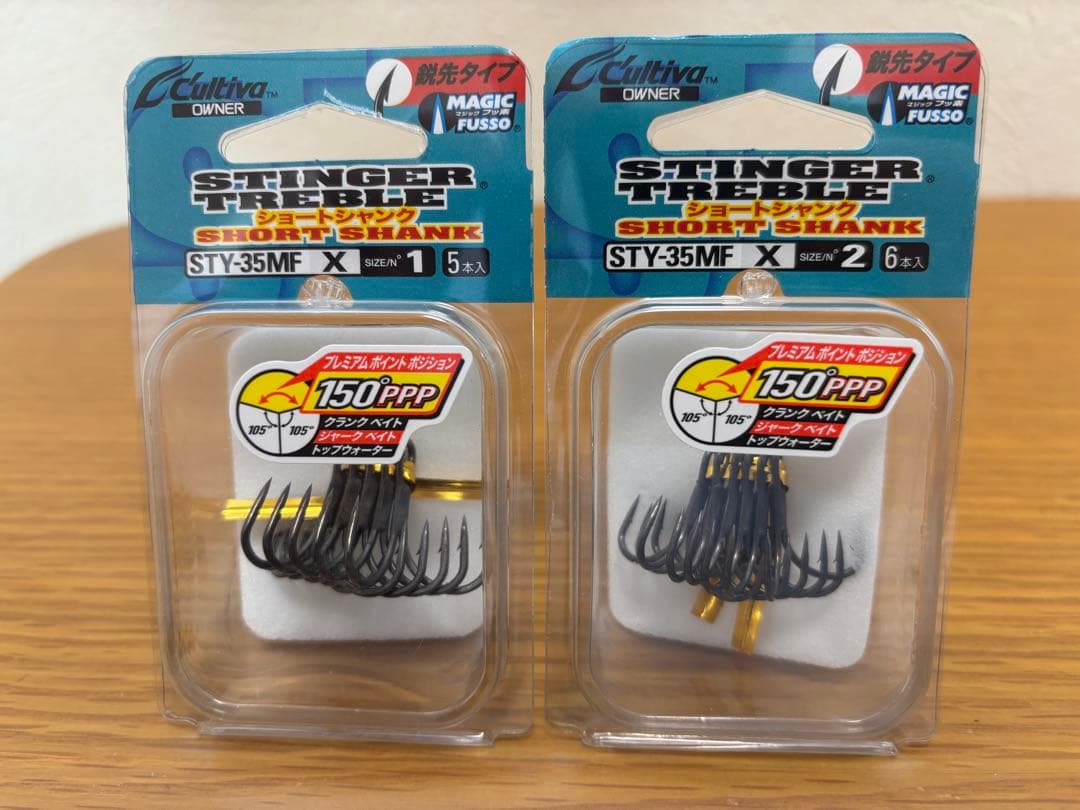 C'ultiva™
OWNER
鋭先タイプ
MAGIC
マジック フッ素
FUSSO®
STINGER
TREBLE®
ショートシャンク
SHORT SHANK
STY-35MF X SIZE/N° 1 5本入
プレミアム ポイント ポジション
150°PPP
105° 105°
クランク ベイト
ジャーク ベイト
トップウォーター
C'ultiva™
OWNER
鋭先タイプ
MAGIC
マジック フッ素
FUSSO®
STINGER
TREBLE®
ショートシャンク
SHORT SHANK
STY-35MF X SIZE/N° 2 6本入
プレミアム ポイント ポジション
150°PPP
105° 105°
クランク ベイト
ジャーク ベイト
トップウォーター